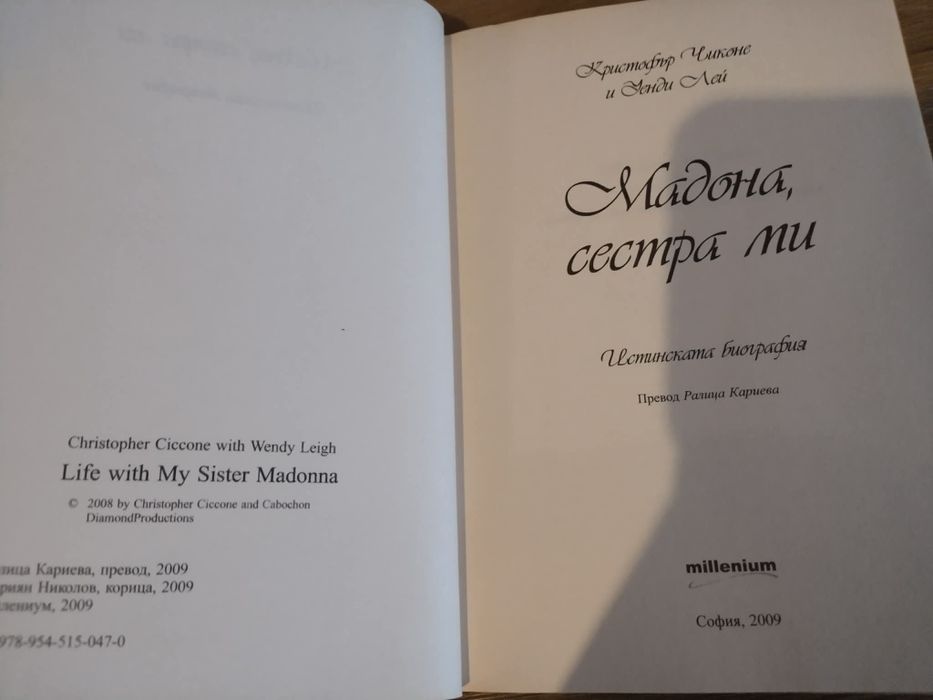 Christopher Ciccone with Wendy Leigh
Life with My Sister Madonna
© 2008 by Christopher Ciccone and Cabochon
DiamondProductions
лица Кариева, превод, 2009
риян Николов, корица, 2009
лениум, 2009
978-954-515-047-0
Кристофър Чиконе
и Уенди Лей
Мадона,
сестра ми
Истинската биография
Превод Ралица Кариева
millenium
София, 2009